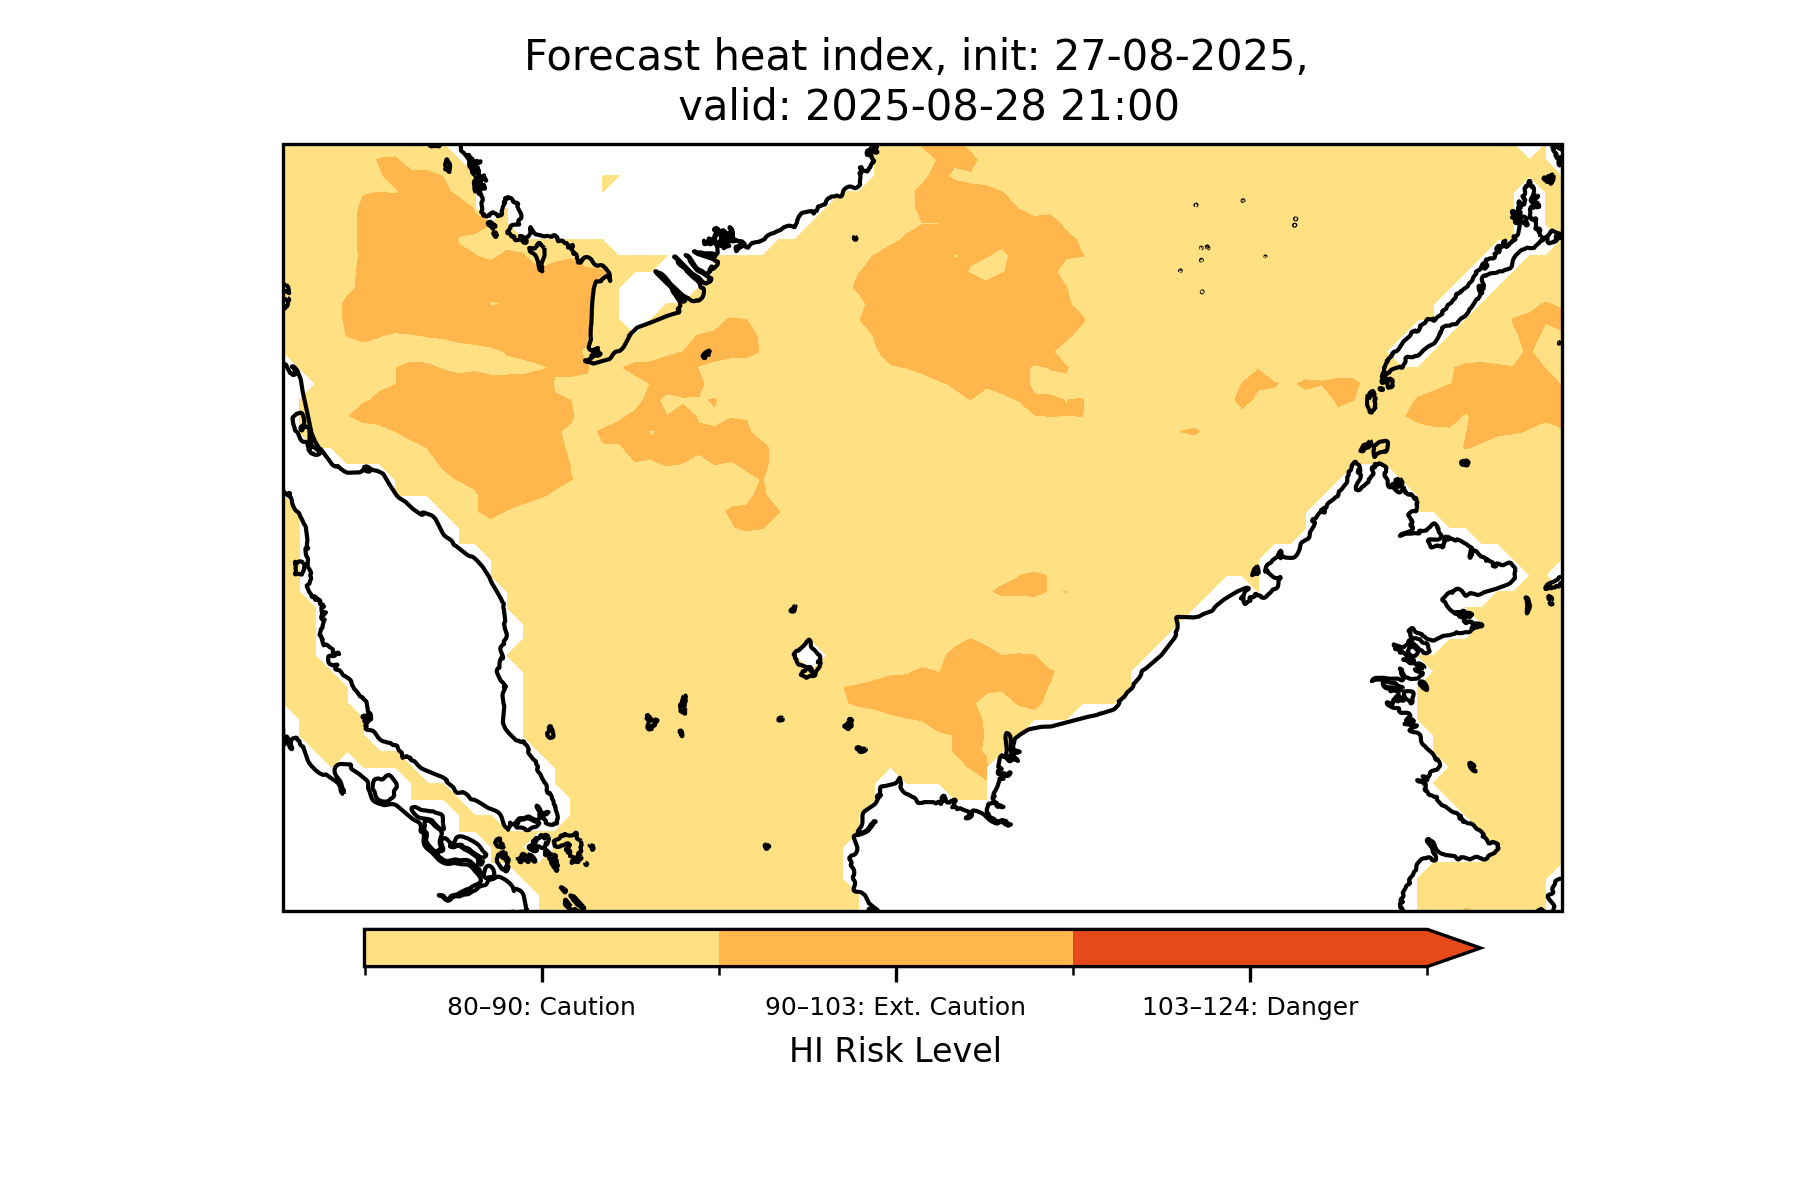 Forecast heat index, init: 27-08-2025,
valid: 2025-08-28 21:00
80–90: Caution
90–103: Ext. Caution
103–124: Danger
HI Risk Level